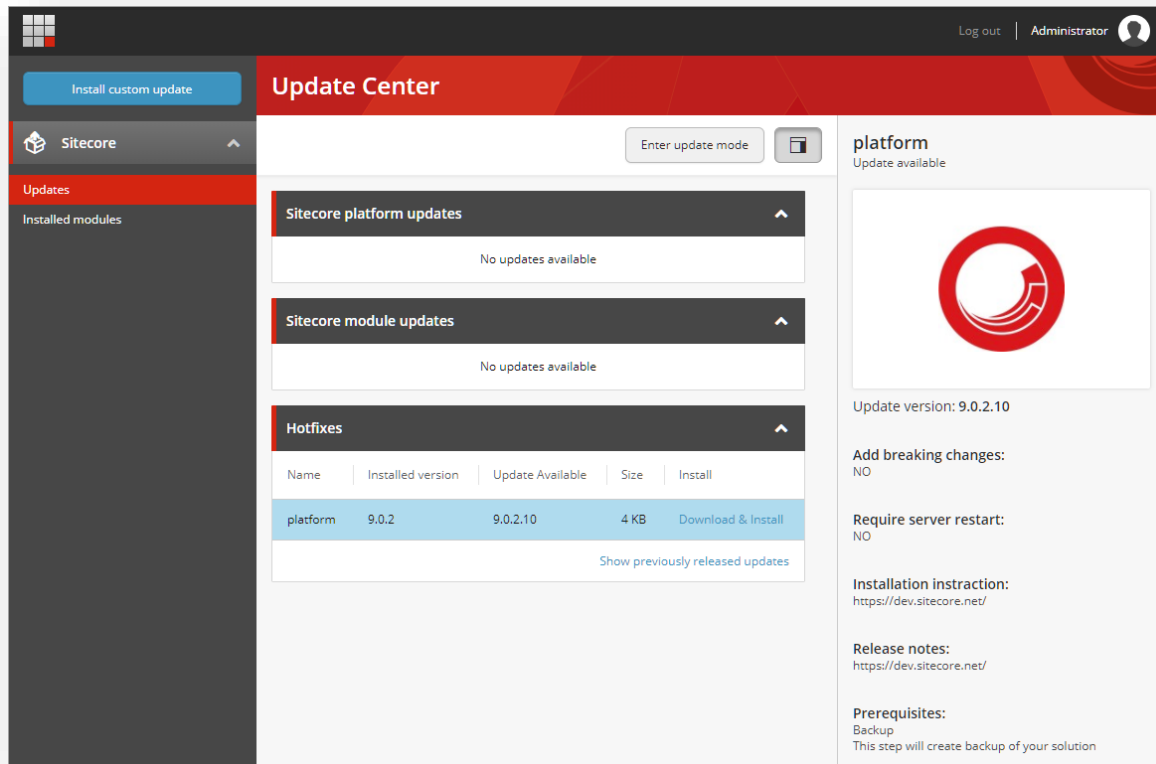 Log out
Administrator
Install custom update
Update Center
Sitecore
Updates
Installed modules
Enter update mode
Sitecore platform updates
No updates available
Sitecore module updates
No updates available
Hotfixes
Name Installed version Update Available Size Install
platform 9.0.2 9.0.2.10 4 KB Download & Install
Show previously released updates
platform
Update available
Update version: 9.0.2.10
Add breaking changes:
NO
Require server restart:
NO
Installation instraction:
https://dev.sitecore.net/
Release notes:
https://dev.sitecore.net/
Prerequisites:
Backup
This step will create backup of your solution